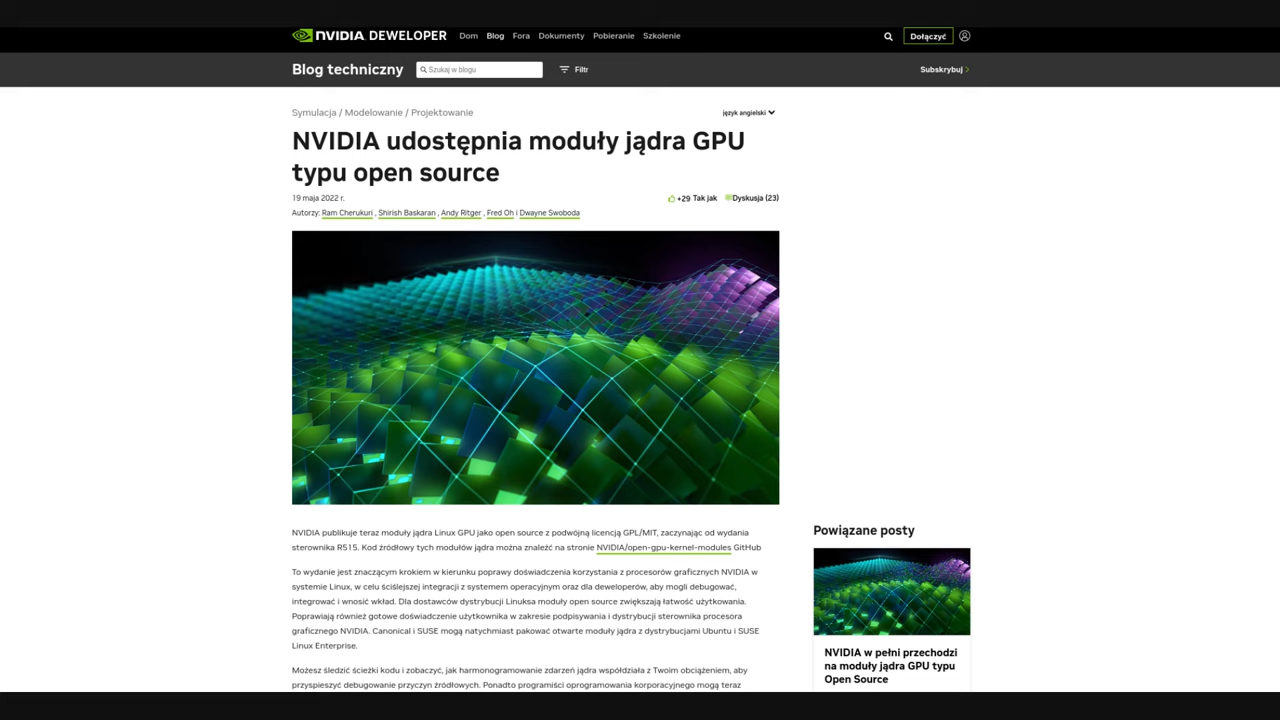 NVIDIA DEWELOPER Dom Blog Fora Dokumenty Pobieranie Szkolenie Dołączyć
Blog techniczny Szukaj w blogu Filtr Subskrybuj
Symulacja / Modelowanie / Projektowanie język angielski
NVIDIA udostępnia moduły jądra GPU
typu open source
19 maja 2022 r. +29 Tak jak Dyskusja (23)
Autorzy: Ram Cherukuri , Shirish Baskaran , Andy Ritger , Fred Oh i Dwayne Swoboda
NVIDIA publikuje teraz moduły jądra Linux GPU jako open source z podwójną licencją GPL/MIT, zaczynając od wydania
sterownika R515. Kod źródłowy tych modułów jądra można znaleźć na stronie NVIDIA/open-gpu-kernel-modules GitHub
To wydanie jest znaczącym krokiem w kierunku poprawy doświadczenia korzystania z procesorów graficznych NVIDIA w
systemie Linux, w celu ściślejszej integracji z systemem operacyjnym oraz dla deweloperów, aby mogli debugować,
integrować i wnosić wkład. Dla dostawców dystrybucji Linuksa moduły open source zwiększają łatwość użytkowania.
Poprawiają również gotowe doświadczenie użytkownika w zakresie podpisywania i dystrybucji sterownika procesora
graficznego NVIDIA. Canonical i SUSE mogą natychmiast pakować otwarte moduły jądra z dystrybucjami Ubuntu i SUSE
Linux Enterprise.
Możesz śledzić ścieżki kodu i zobaczyć, jak harmonogramowanie zdarzeń jądra współdziała z Twoim obciążeniem, aby
przyspieszyć debugowanie przyczyn źródłowych. Ponadto programiści oprogramowania korporacyjnego mogą teraz
Powiązane posty
NVIDIA w pełni przechodzi
na moduły jądra GPU typu
Open Source